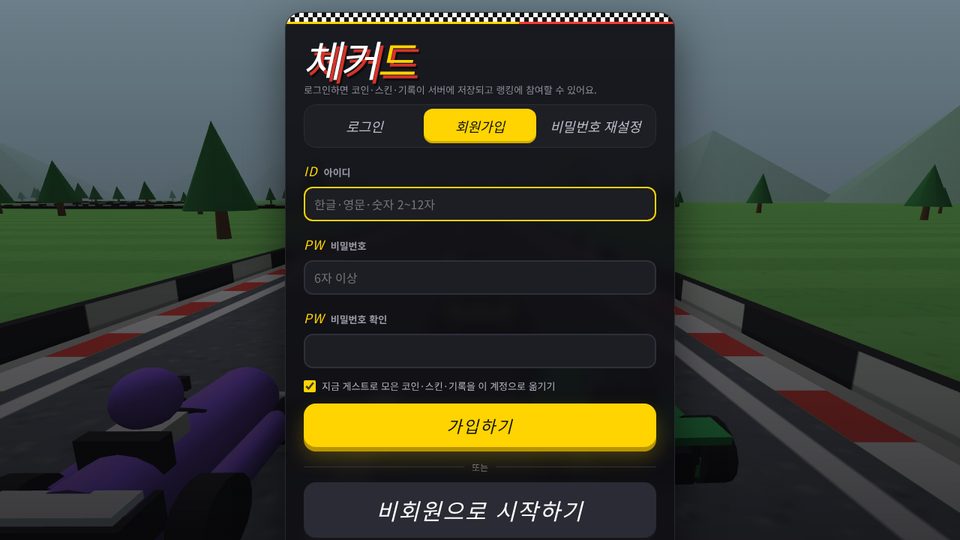 체커드
로그인하면 코인·스킨·기록이 서버에 저장되고 랭킹에 참여할 수 있어요.
로그인 회원가입 비밀번호 재설정
ID 아이디
한글·영문·숫자 2~12자
PW 비밀번호
6자 이상
PW 비밀번호 확인
지금 게스트로 모은 코인·스킨·기록을 이 계정으로 옮기기
가입하기
또는
비회원으로 시작하기